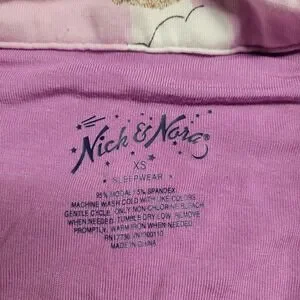 Nick & Nora
XS
SLEEPWEAR
95% MODAL / 5% SPANDEX
MACHINE WASH COLD WITH LIKE COLORS
GENTLE CYCLE. ONLY NON-CHLORINE BLEACH
WHEN NEEDED. TUMBLE DRY LOW. REMOVE
PROMPTLY. WARM IRON WHEN NEEDED.
RN17730
MADE IN CHINA